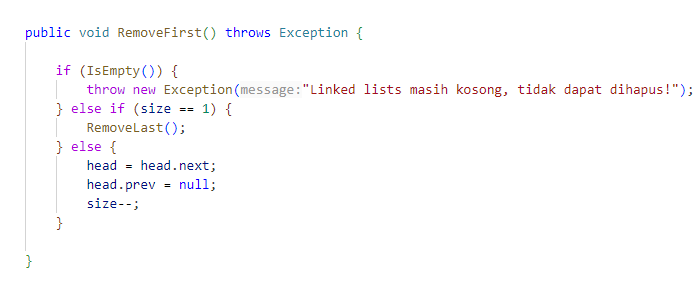 public void RemoveFirst() throws Exception {
if (IsEmpty()) {
throw new Exception(message:"Linked lists masih kosong, tidak dapat dihapus!");
} else if (size == 1) {
RemoveLast();
} else {
head = head.next;
head.prev = null;
size--;
}
}